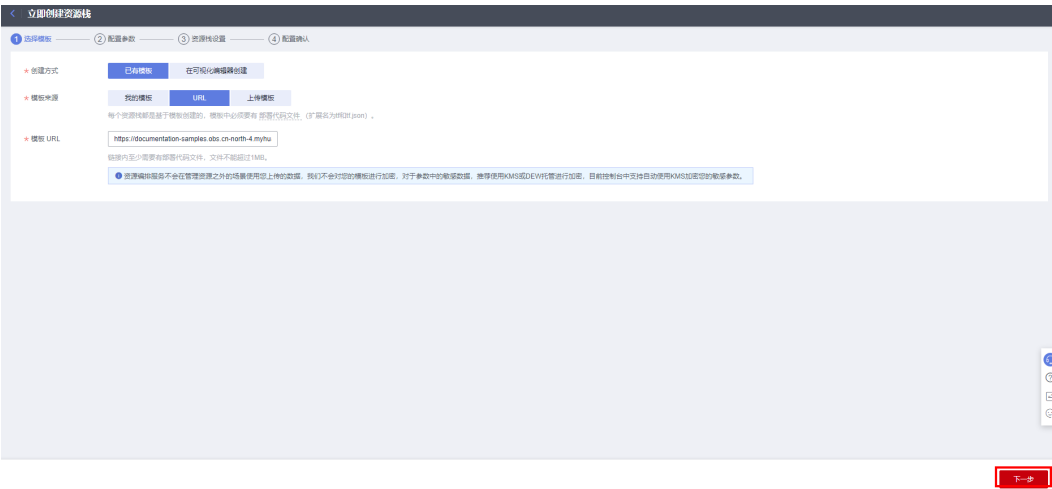 立即创建资源栈
1 选择模板 2 配置参数 3 资源栈设置 4 配置确认
* 创建方式 已有模板 在可视化编辑器创建
* 模板来源 我的模板 URL 上传模板
每个资源栈都是基于模板创建的，模板中必须要有 部署代码文件 （扩展名为tf和tf.json）。
* 模板 URL https://documentation-samples.obs.cn-north-4.myhu
链接内至少需要有部署代码文件，文件不能超过1MB。
资源编排服务不会在管理资源之外的场景使用您上传的数据，我们不会对您的模板进行加密，对于参数中的敏感数据，推荐使用KMS或DEW托管进行加密，目前控制台中支持自动使用KMS加密您的敏感参数。
下一步